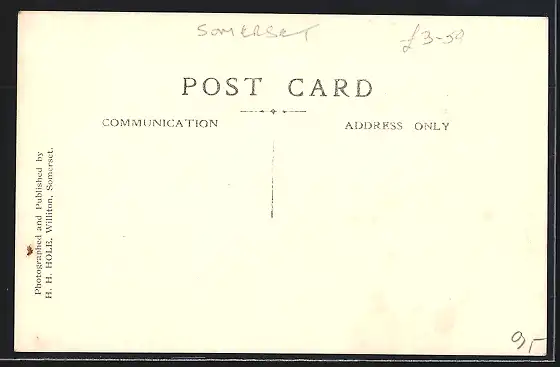 SOMERSET
£3-50
POST CARD
COMMUNICATION
ADDRESS ONLY
Photographed and Published by
H. H. HOLE, Williton, Somerset.
95